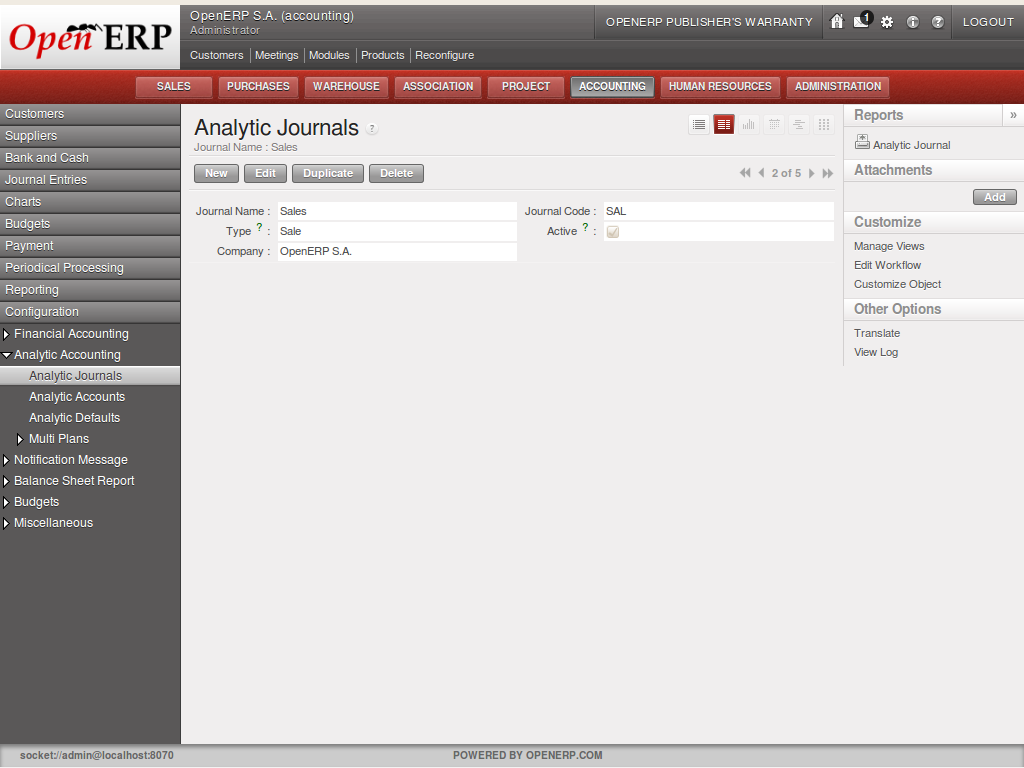 Open ERP
OpenERP S.A. (accounting)
Administrator
OPENERP PUBLISHER'S WARRANTY
1
LOGOUT
Customers
Meetings
Modules
Products
Reconfigure
SALES
PURCHASES
WAREHOUSE
ASSOCIATION
PROJECT
ACCOUNTING
HUMAN RESOURCES
ADMINISTRATION
Customers
Suppliers
Bank and Cash
Journal Entries
Charts
Budgets
Payment
Periodical Processing
Reporting
Configuration
Financial Accounting
Analytic Accounting
Analytic Journals
Analytic Accounts
Analytic Defaults
Multi Plans
Notification Message
Balance Sheet Report
Budgets
Miscellaneous
Analytic Journals ?
Journal Name : Sales
New
Edit
Duplicate
Delete
2 of 5
Journal Name : Sales
Journal Code : SAL
Type ? : Sale
Active ? :
Company : OpenERP S.A.
Reports »
Analytic Journal
Attachments
Add
Customize
Manage Views
Edit Workflow
Customize Object
Other Options
Translate
View Log
socket://admin@localhost:8070
POWERED BY OPENERP.COM